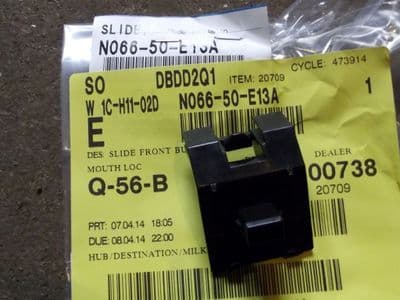 SLIDE
N066-50-E13A
SO DBDD2Q1 ITEM: 20709 CYCLE: 473914
W 1C-H11-02D N066-50-E13A 1
E
DES: SLIDE FRONT BU
MOUTH LOC DEALER
Q-56-B 00738
20709
PRT: 07.04.14 18:05
DUE: 08.04.14 22:00
HUB/DESTINATION/MILK